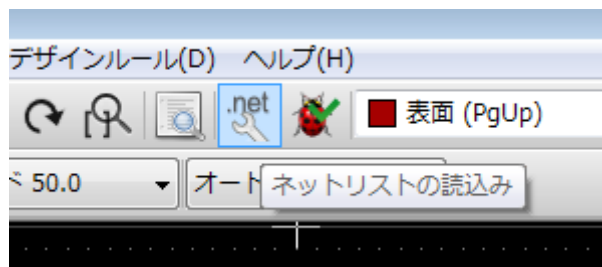 デザインルール(D) ヘルプ(H)
.net
表面 (PgUp)
50.0
オート
ネットリストの読込み